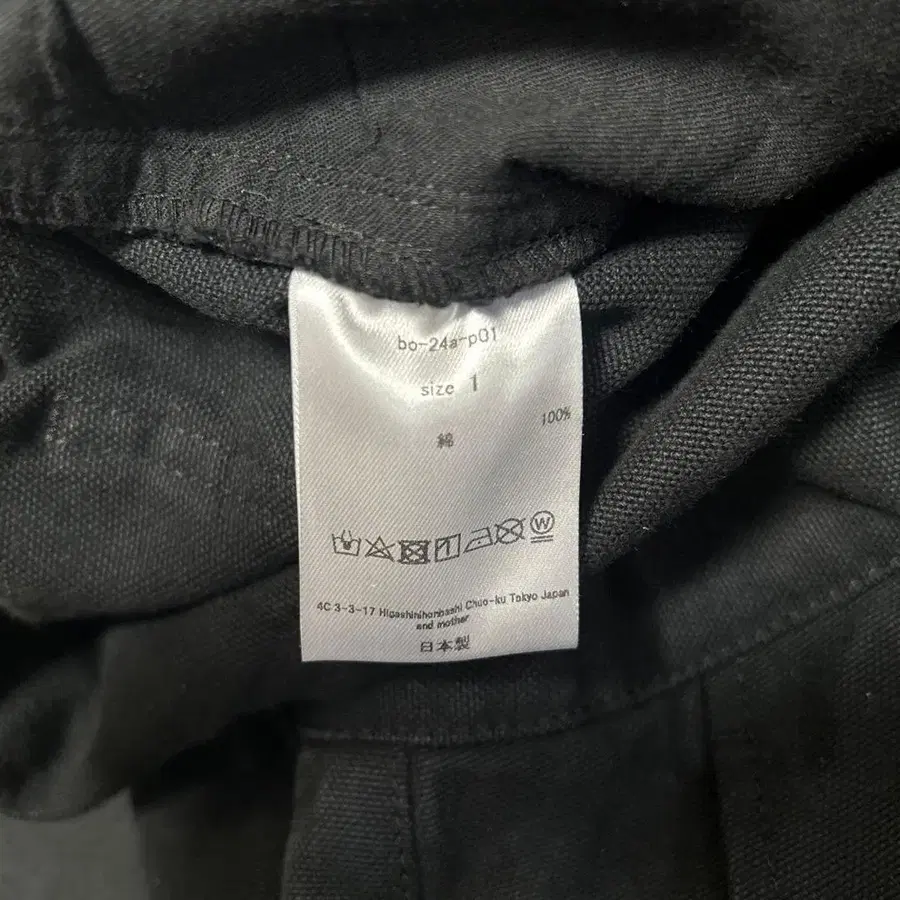 bo-24a-p01
size 1
綿 100%
W
4C 3-3-17 Higashinihonbashi Chuo-ku Tokyo Japan
and mother
日本製